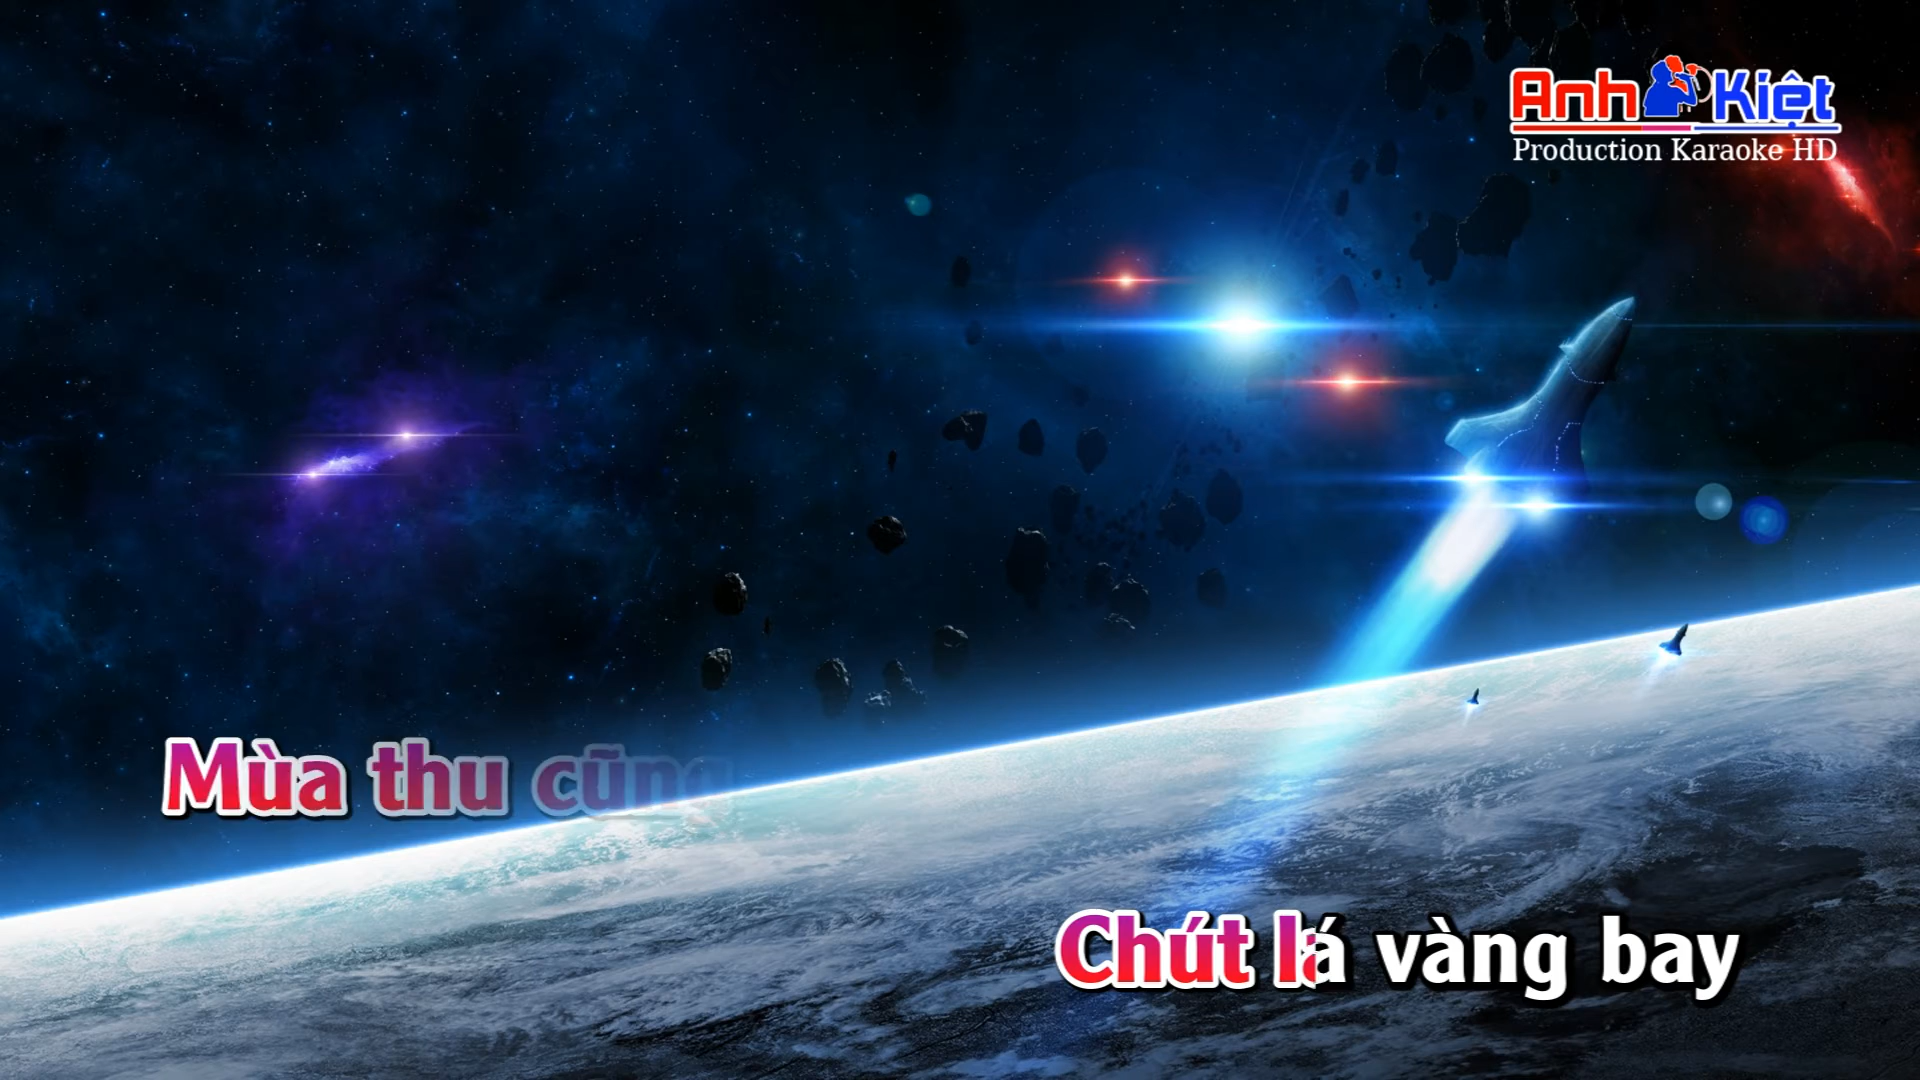 Anh Kiệt
Production Karaoke HD
Mùa thu cũng
Chút lá vàng bay